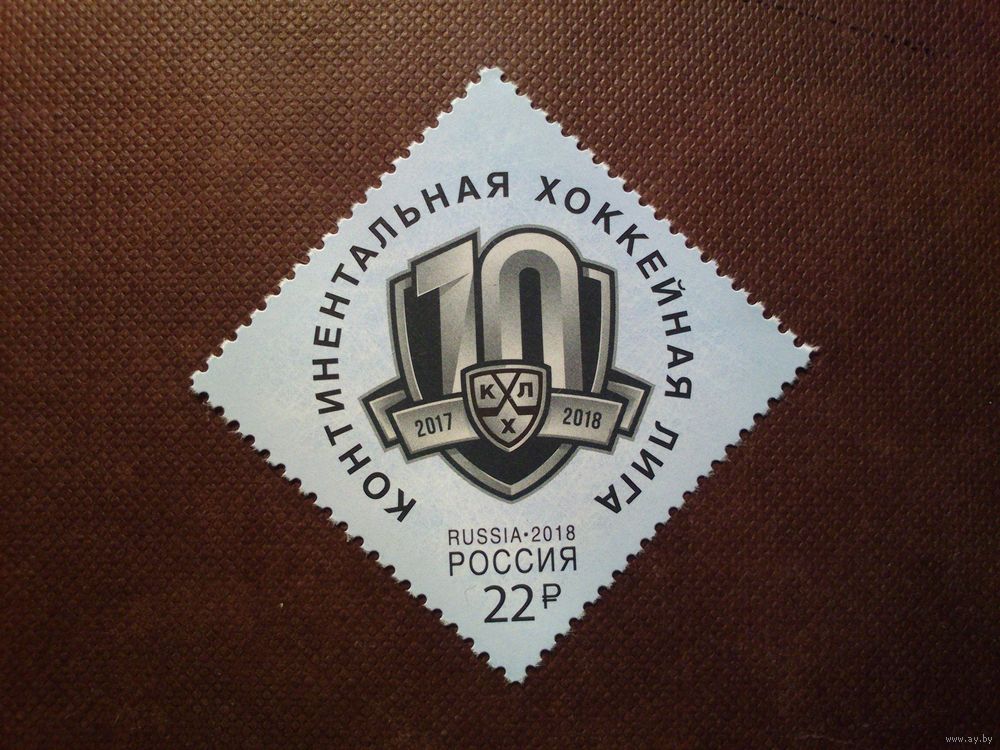 КОНТИНЕНТАЛЬНАЯ ХОККЕЙНАЯ ЛИГА
10
К Л
Х
2017 2018
RUSSIA•2018
РОССИЯ
22₽
www.ay.by